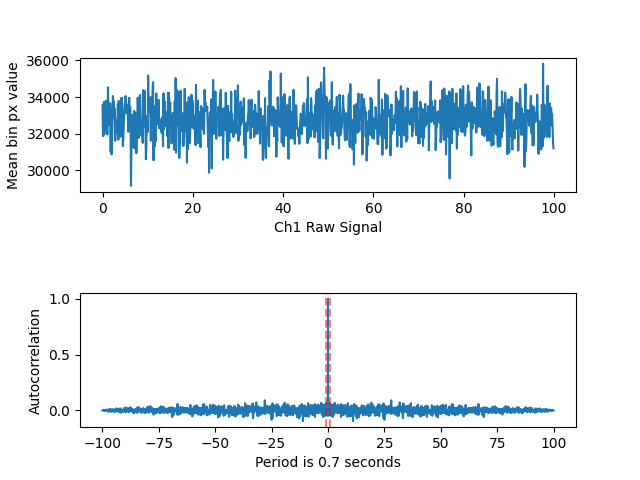 36000
34000
32000
30000
Mean bin px value
0 20 40 60 80 100
Ch1 Raw Signal
1.0
0.5
0.0
Autocorrelation
−100 −75 −50 −25 0 25 50 75 100
Period is 0.7 seconds